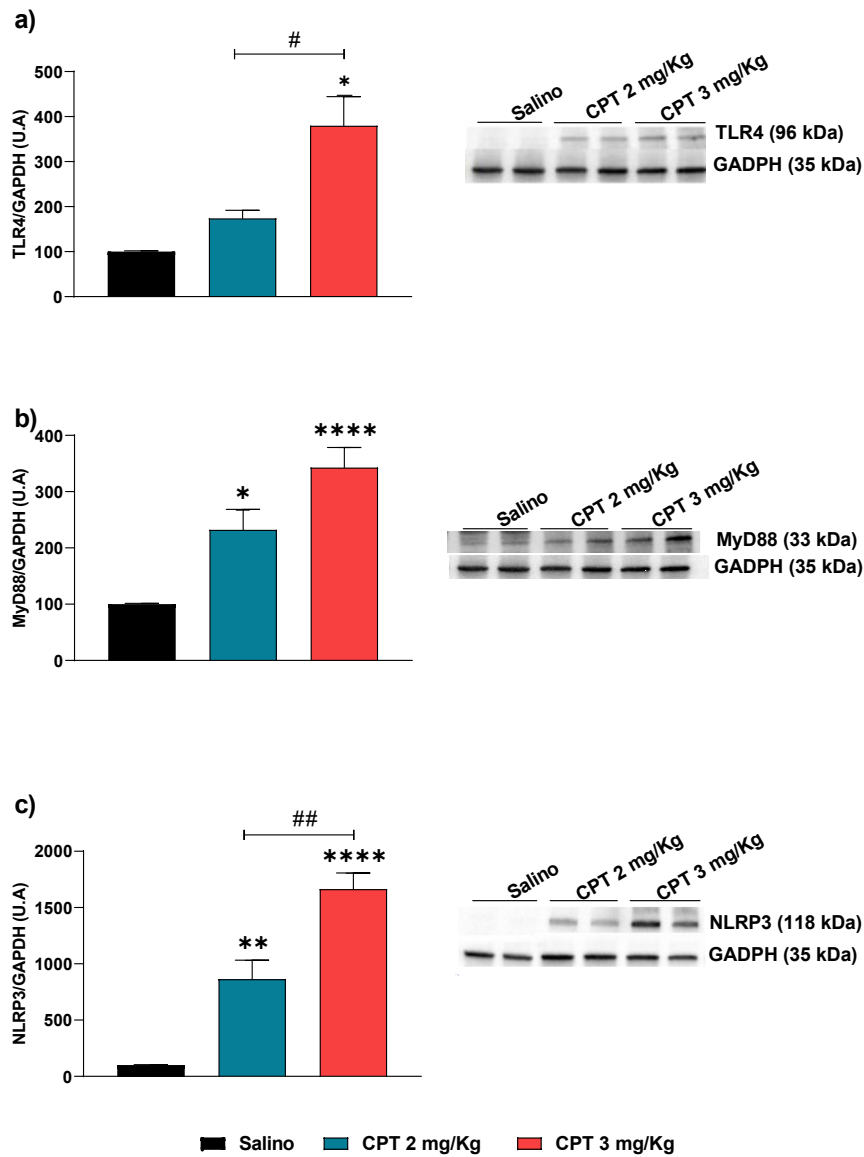 a)
#
*
500
400
300
200
100
0
TLR4/GAPDH (U.A)
Salino
CPT 2 mg/Kg
CPT 3 mg/Kg
TLR4 (96 kDa)
GADPH (35 kDa)
b)
****
*
400
300
200
100
0
MyD88/GAPDH (U.A)
Salino
CPT 2 mg/Kg
CPT 3 mg/Kg
MyD88 (33 kDa)
GADPH (35 kDa)
c)
##
****
**
2000
1500
1000
500
0
NLRP3/GAPDH (U.A)
Salino
CPT 2 mg/Kg
CPT 3 mg/Kg
NLRP3 (118 kDa)
GADPH (35 kDa)
Salino CPT 2 mg/Kg CPT 3 mg/Kg